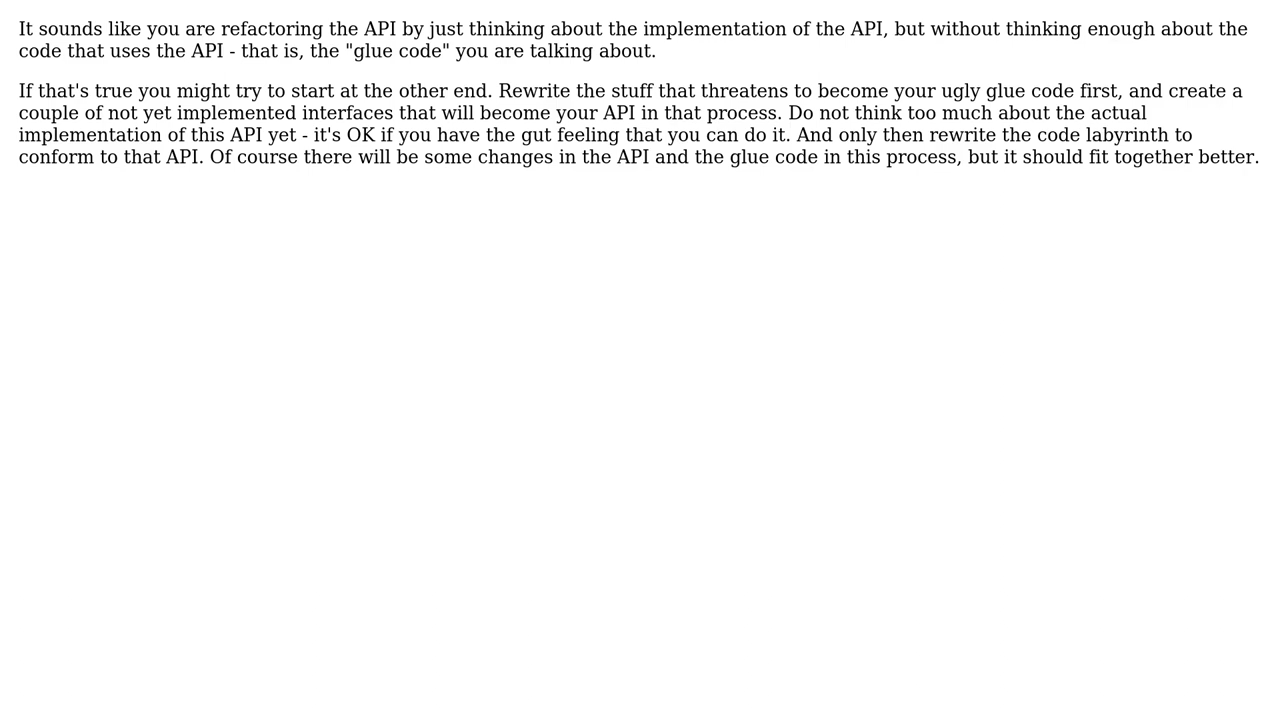 It sounds like you are refactoring the API by just thinking about the implementation of the API, but without thinking enough about the
code that uses the API - that is, the "glue code" you are talking about.
If that's true you might try to start at the other end. Rewrite the stuff that threatens to become your ugly glue code first, and create a
couple of not yet implemented interfaces that will become your API in that process. Do not think too much about the actual
implementation of this API yet - it's OK if you have the gut feeling that you can do it. And only then rewrite the code labyrinth to
conform to that API. Of course there will be some changes in the API and the glue code in this process, but it should fit together better.